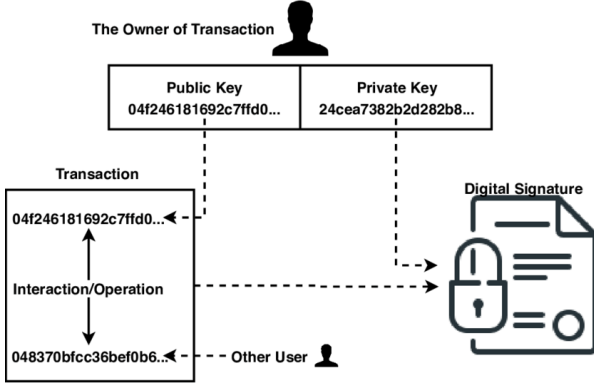 The Owner of Transaction
Public Key
04f246181692c7ffd0...
Private Key
24cea7382b2d282b8...
Transaction
04f246181692c7ffd0...
Interaction/Operation
048370bfcc36bef0b6...
Other User
Digital Signature